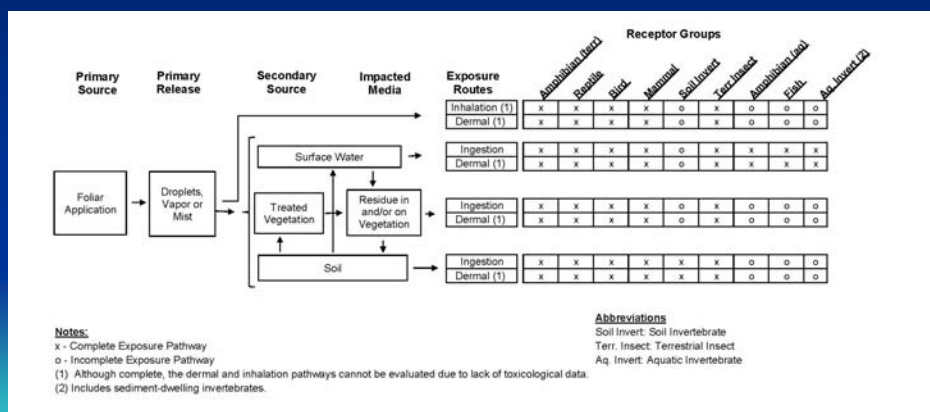 Receptor Groups
Primary Source
Primary Release
Secondary Source
Impacted Media
Exposure Routes
Amphibian (terr)
Reptile
Bird
Mammal
Soil Invert
Terr Insect
Amphibian (aq)
Fish
Aq. Invert (2)
Inhalation (1) x x x x o x o o o
Dermal (1) x x x x o x o o o
Surface Water
Ingestion x x x x o x x x x
Dermal (1) x x x x o x x x x
Foliar
Application
Droplets,
Vapor or
Mist
Treated
Vegetation
Residue in
and/or on
Vegetation
Ingestion x x x x o x o o o
Dermal (1) x x x x o x o o o
Soil
Ingestion x x x x x x o o o
Dermal (1) x x x x x x o o o
Notes:
x - Complete Exposure Pathway
o - Incomplete Exposure Pathway
(1) Although complete, the dermal and inhalation pathways cannot be evaluated due to lack of toxicological data.
(2) Includes sediment-dwelling invertebrates.
Abbreviations
Soil Invert: Soil Invertebrate
Terr. Insect: Terrestrial Insect
Aq. Invert: Aquatic Invertebrate